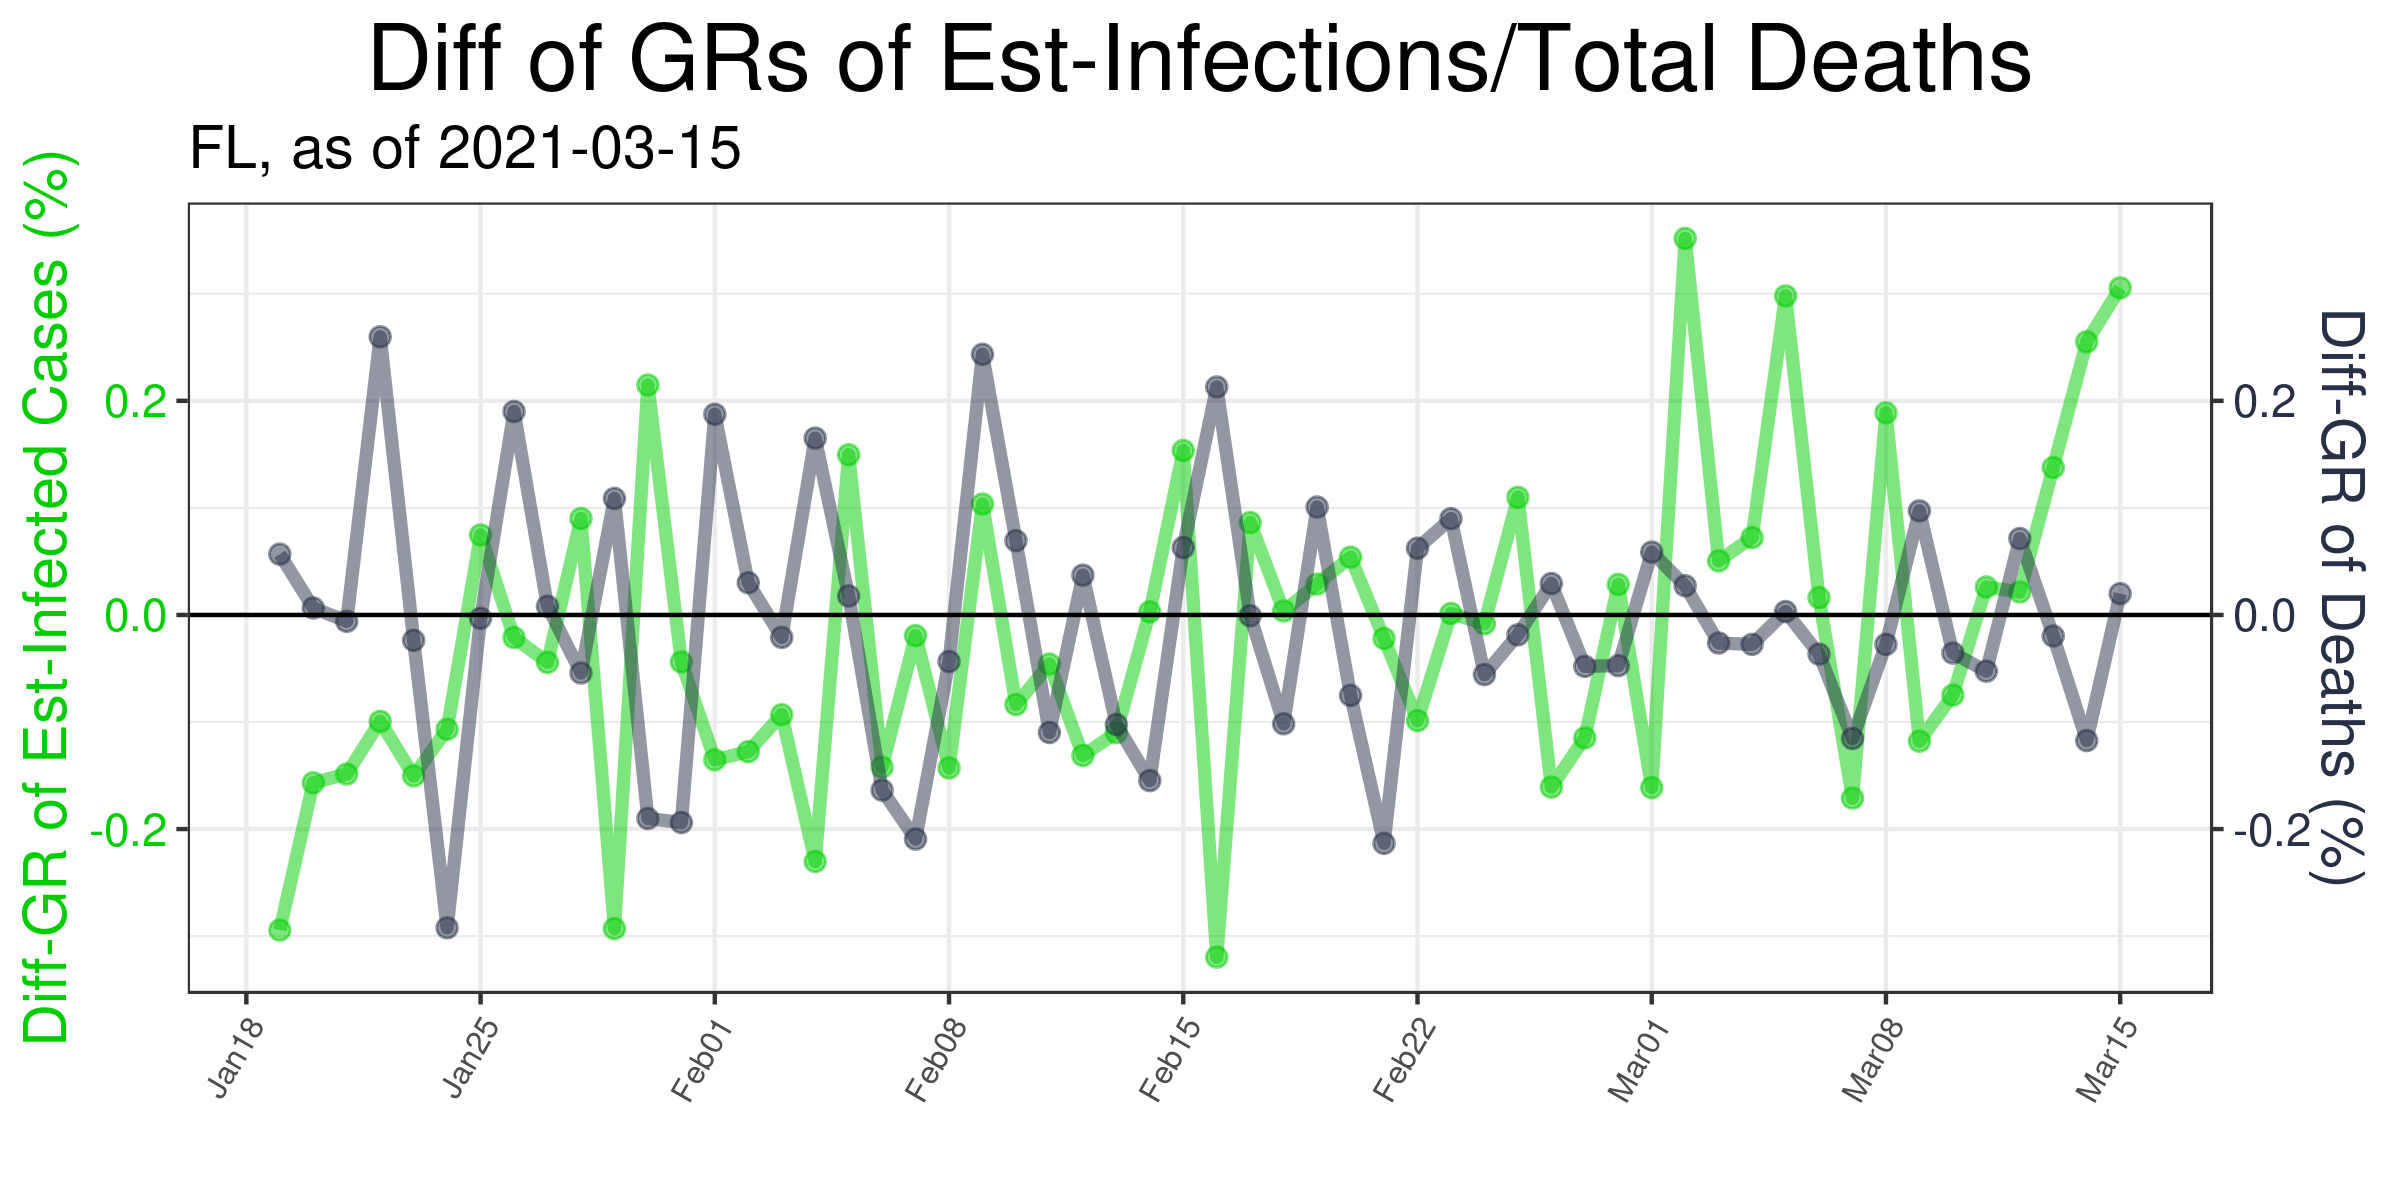 Diff of GRs of Est-Infections/Total Deaths
FL, as of 2021-03-15
Diff-GR of Est-Infected Cases (%)
0.2
0.0
-0.2
0.2
0.0
-0.2
Diff-GR of Deaths (%)
Jan18
Jan25
Feb01
Feb08
Feb15
Feb22
Mar01
Mar08
Mar15